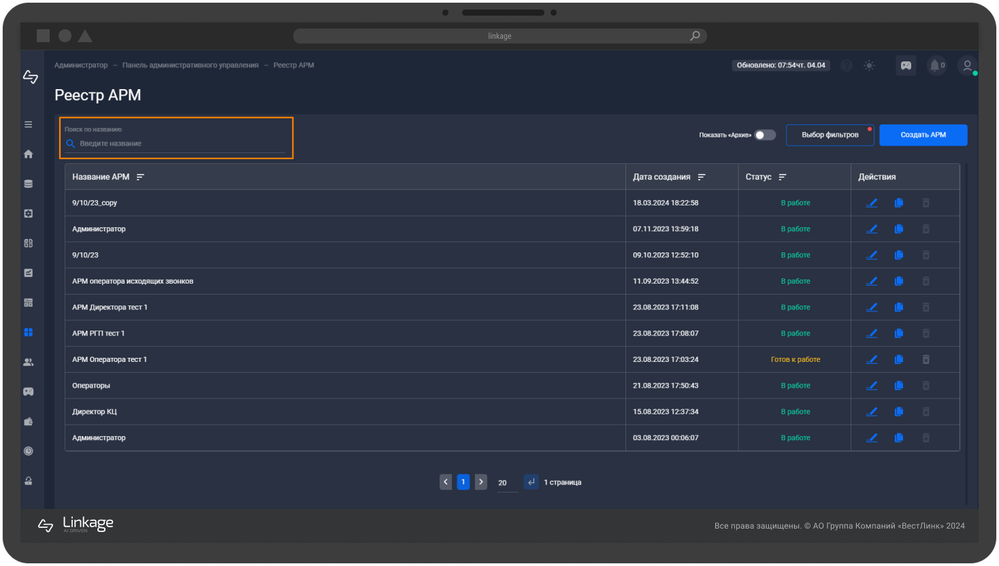 linkage
Администратор – Панель административного управления – Реестр АРМ
Обновлено: 07:54чт. 04.04
0
Реестр АРМ
Поиск по названию
Введите название
Показать «Архив»
Выбор фильтров
Создать АРМ
Название АРМ Дата создания Статус Действия
9/10/23_copy 18.03.2024 18:22:58 В работе
Администратор 07.11.2023 13:59:18 В работе
9/10/23 09.10.2023 12:52:10 В работе
АРМ оператора исходящих звонков 11.09.2023 13:44:52 В работе
АРМ Директора тест 1 23.08.2023 17:11:08 В работе
АРМ РГП тест 1 23.08.2023 17:08:07 В работе
АРМ Оператора тест 1 23.08.2023 17:03:24 Готов к работе
Операторы 21.08.2023 17:50:43 В работе
Директор КЦ 15.08.2023 12:37:34 В работе
Администратор 03.08.2023 00:06:07 В работе
1 20 1 страница
Linkage
AI DRIVEN
Все права защищены. © АО Группа Компаний «ВестЛинк» 2024